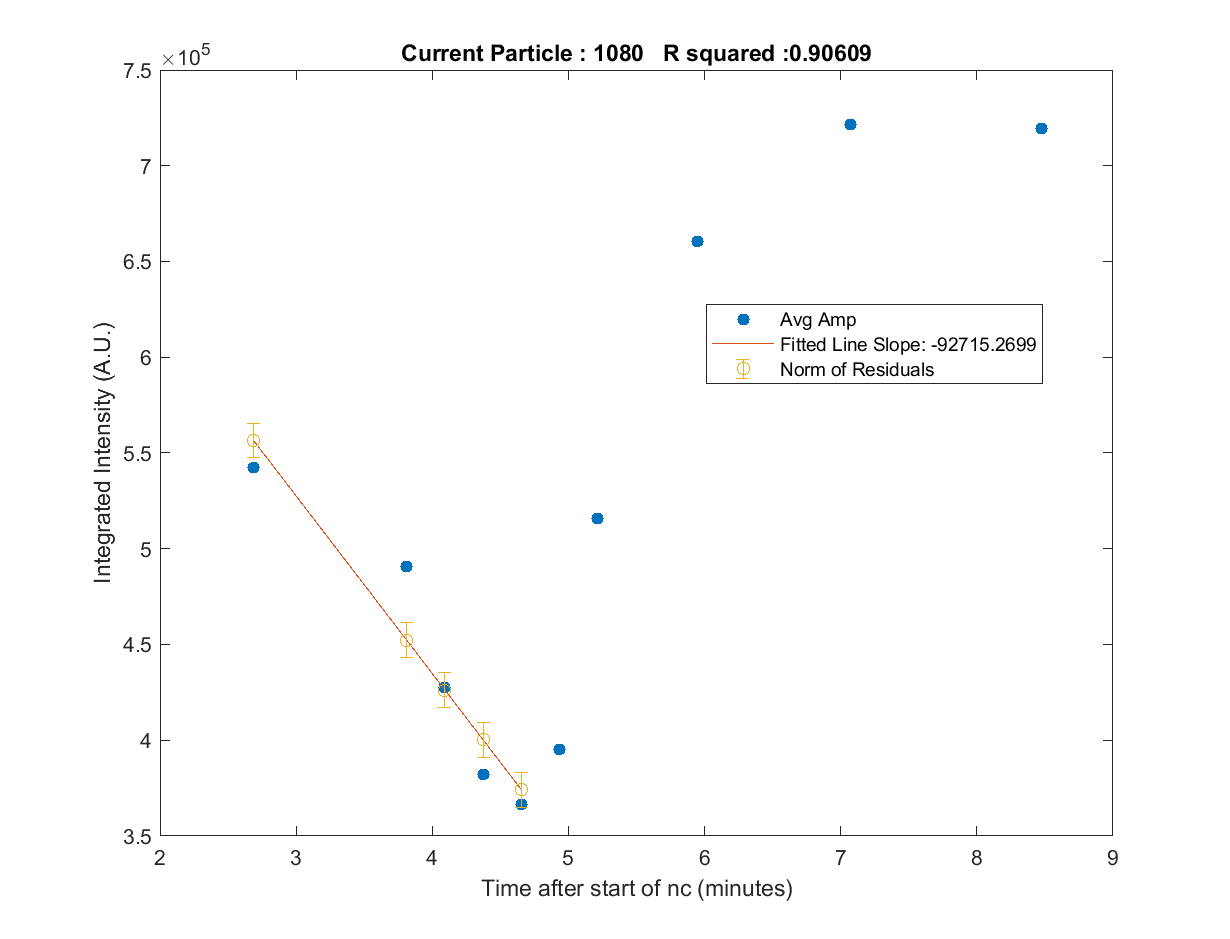 Current Particle : 1080   R squared :0.90609
×10^5
7.5
7
6.5
6
5.5
5
4.5
4
3.5
Integrated Intensity (A.U.)
Avg Amp
Fitted Line Slope: -92715.2699
Norm of Residuals
2 3 4 5 6 7 8 9
Time after start of nc (minutes)